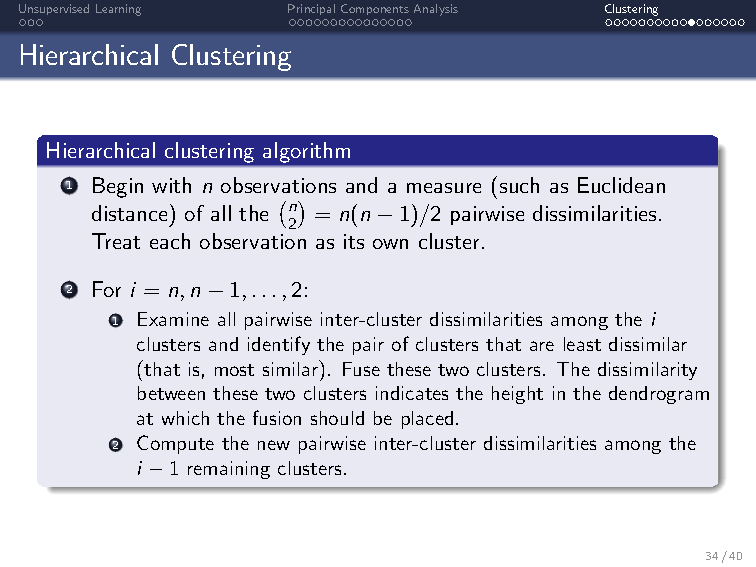 Unsupervised Learning Principal Components Analysis Clustering
Hierarchical Clustering
Hierarchical clustering algorithm
1 Begin with n observations and a measure (such as Euclidean
distance) of all the (n 2) = n(n − 1)/2 pairwise dissimilarities.
Treat each observation as its own cluster.
2 For i = n, n − 1, . . . , 2:
1 Examine all pairwise inter-cluster dissimilarities among the i
clusters and identify the pair of clusters that are least dissimilar
(that is, most similar). Fuse these two clusters. The dissimilarity
between these two clusters indicates the height in the dendrogram
at which the fusion should be placed.
2 Compute the new pairwise inter-cluster dissimilarities among the
i − 1 remaining clusters.
34 / 40